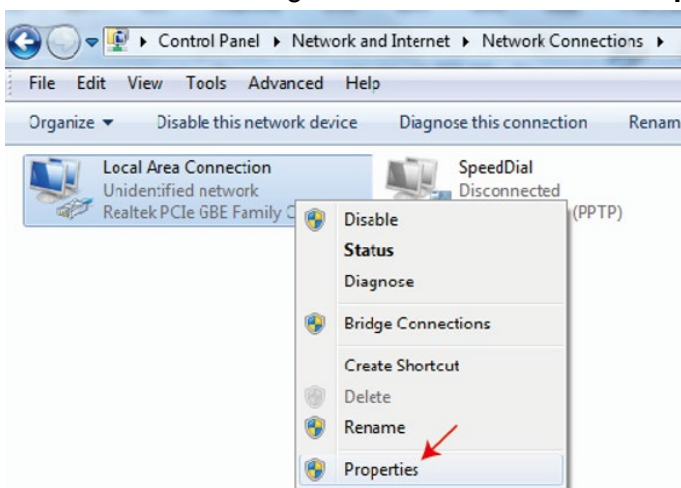 Control Panel ▸ Network and Internet ▸ Network Connections ▸
File Edit View Tools Advanced Help
Organize ▼ Disable this network device Diagnose this connection Renam
Local Area Connection
Unidentified network
Realtek PCIe GBE Family C
SpeedDial
Disconnected
(PPTP)
Disable
Status
Diagnose
Bridge Connections
Create Shortcut
Delete
Rename
Properties